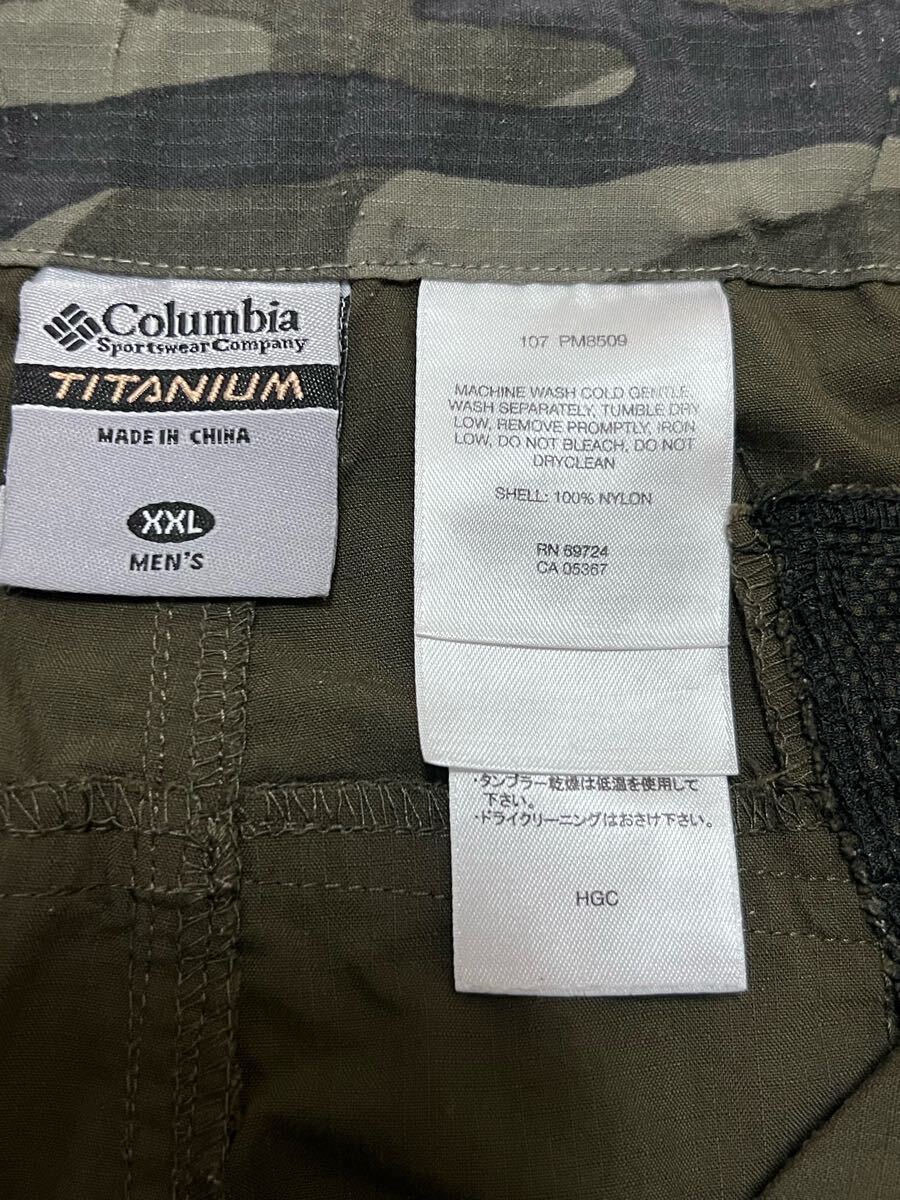 Columbia
Sportswear Company
TITANIUM
MADE IN CHINA
XXL
MEN'S
107 PM8509
MACHINE WASH COLD GENTLE,
WASH SEPARATELY, TUMBLE DRY
LOW, REMOVE PROMPTLY, IRON
LOW, DO NOT BLEACH, DO NOT
DRYCLEAN
SHELL: 100% NYLON
RN 69724
CA 05367
・タンブラー乾燥は低温を使用して
下さい。
・ドライクリーニングはおさけ下さい。
HGC